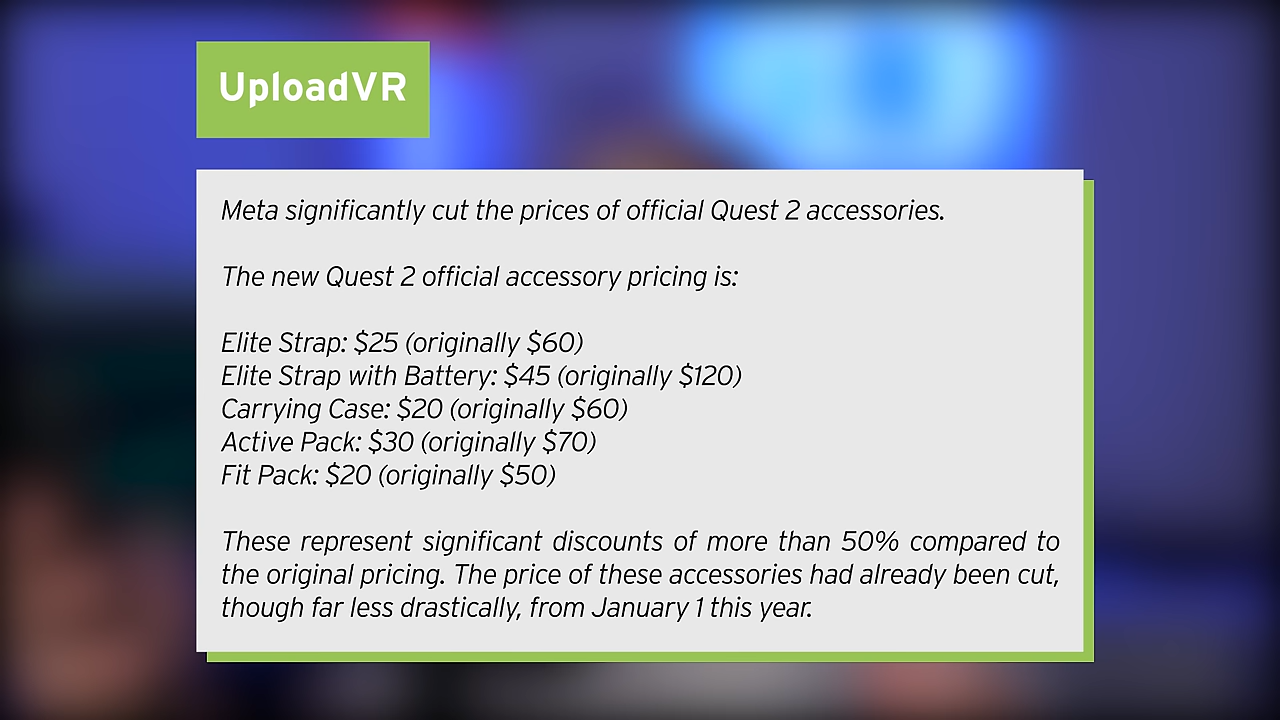 UploadVR
Meta significantly cut the prices of official Quest 2 accessories.
The new Quest 2 official accessory pricing is:
Elite Strap: $25 (originally $60)
Elite Strap with Battery: $45 (originally $120)
Carrying Case: $20 (originally $60)
Active Pack: $30 (originally $70)
Fit Pack: $20 (originally $50)
These represent significant discounts of more than 50% compared to
the original pricing. The price of these accessories had already been cut,
though far less drastically, from January 1 this year.